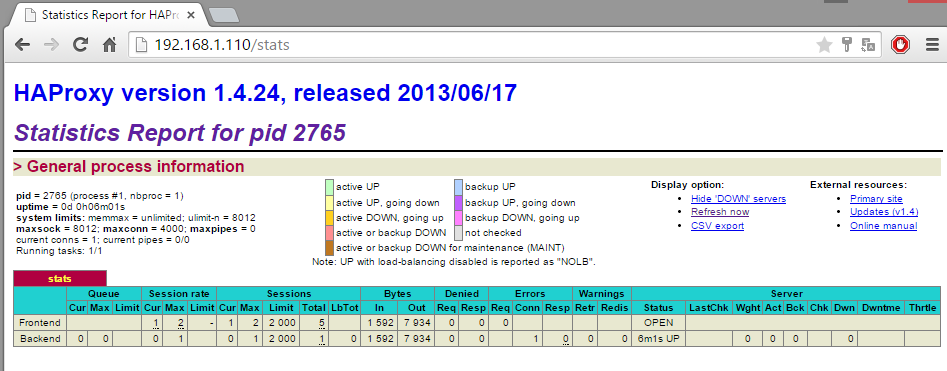 Statistics Report for HAPr
192.168.1.110/stats
HAProxy version 1.4.24, released 2013/06/17
Statistics Report for pid 2765
> General process information
pid = 2765 (process #1, nbproc = 1)
uptime = 0d 0h06m01s
system limits: memmax = unlimited; ulimit-n = 8012
maxsock = 8012; maxconn = 4000; maxpipes = 0
current conns = 1; current pipes = 0/0
Running tasks: 1/1
active UP backup UP
active UP, going down backup UP, going down
active DOWN, going up backup DOWN, going up
active or backup DOWN not checked
active or backup DOWN for maintenance (MAINT)
Note: UP with load-balancing disabled is reported as "NOLB".
Display option:
• Hide 'DOWN' servers
• Refresh now
• CSV export
External resources:
• Primary site
• Updates (v1.4)
• Online manual
stats
Queue Session rate Sessions Bytes Denied Errors Warnings Server
Cur Max Limit Cur Max Limit Cur Max Limit Total LbTot In Out Req Resp Req Conn Resp Retr Redis Status LastChk Wght Act Bck Chk Dwn Dwntme Thrtle
Frontend 1 2 - 1 2 2 000 5 1 592 7 934 0 0 0 OPEN
Backend 0 0 0 1 0 1 2 000 1 0 1 592 7 934 0 0 1 0 0 0 6m1s UP 0 0 0 0